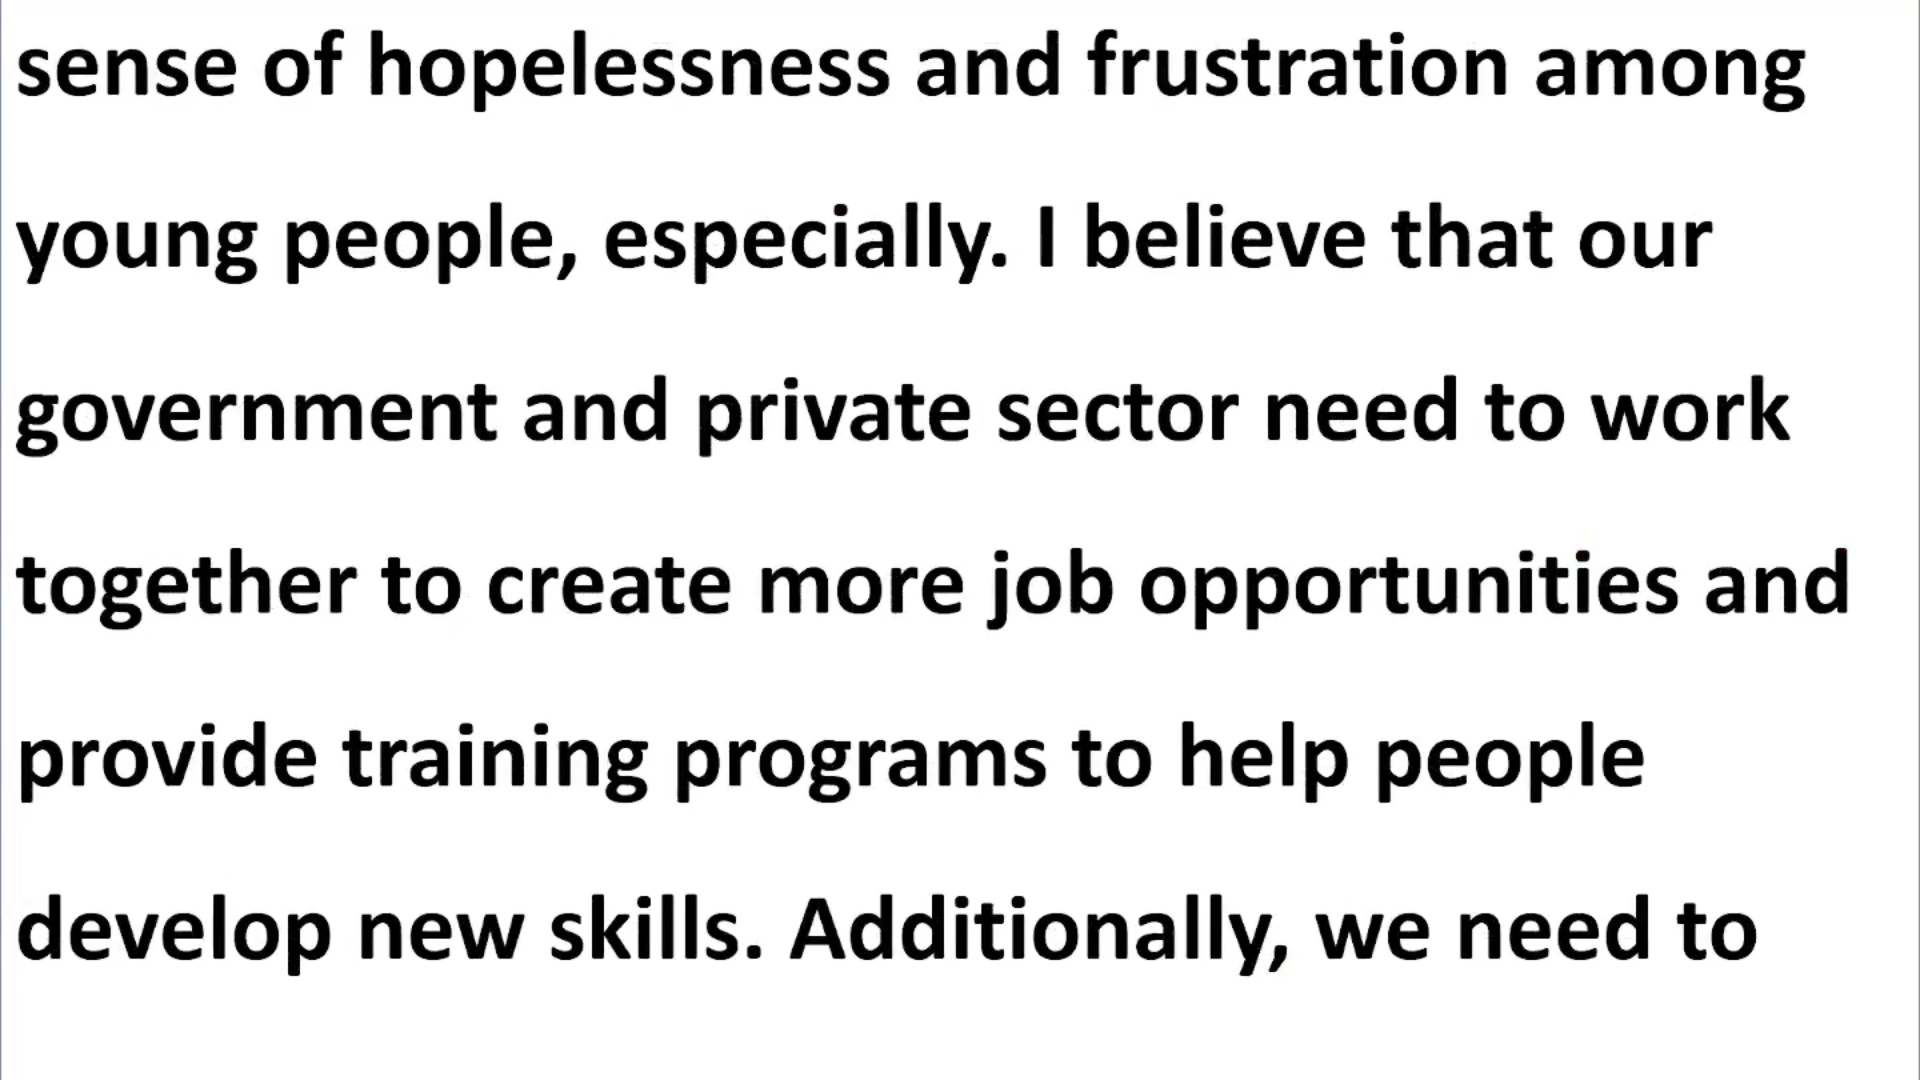 sense of hopelessness and frustration among
young people, especially. I believe that our
government and private sector need to work
together to create more job opportunities and
provide training programs to help people
develop new skills. Additionally, we need to